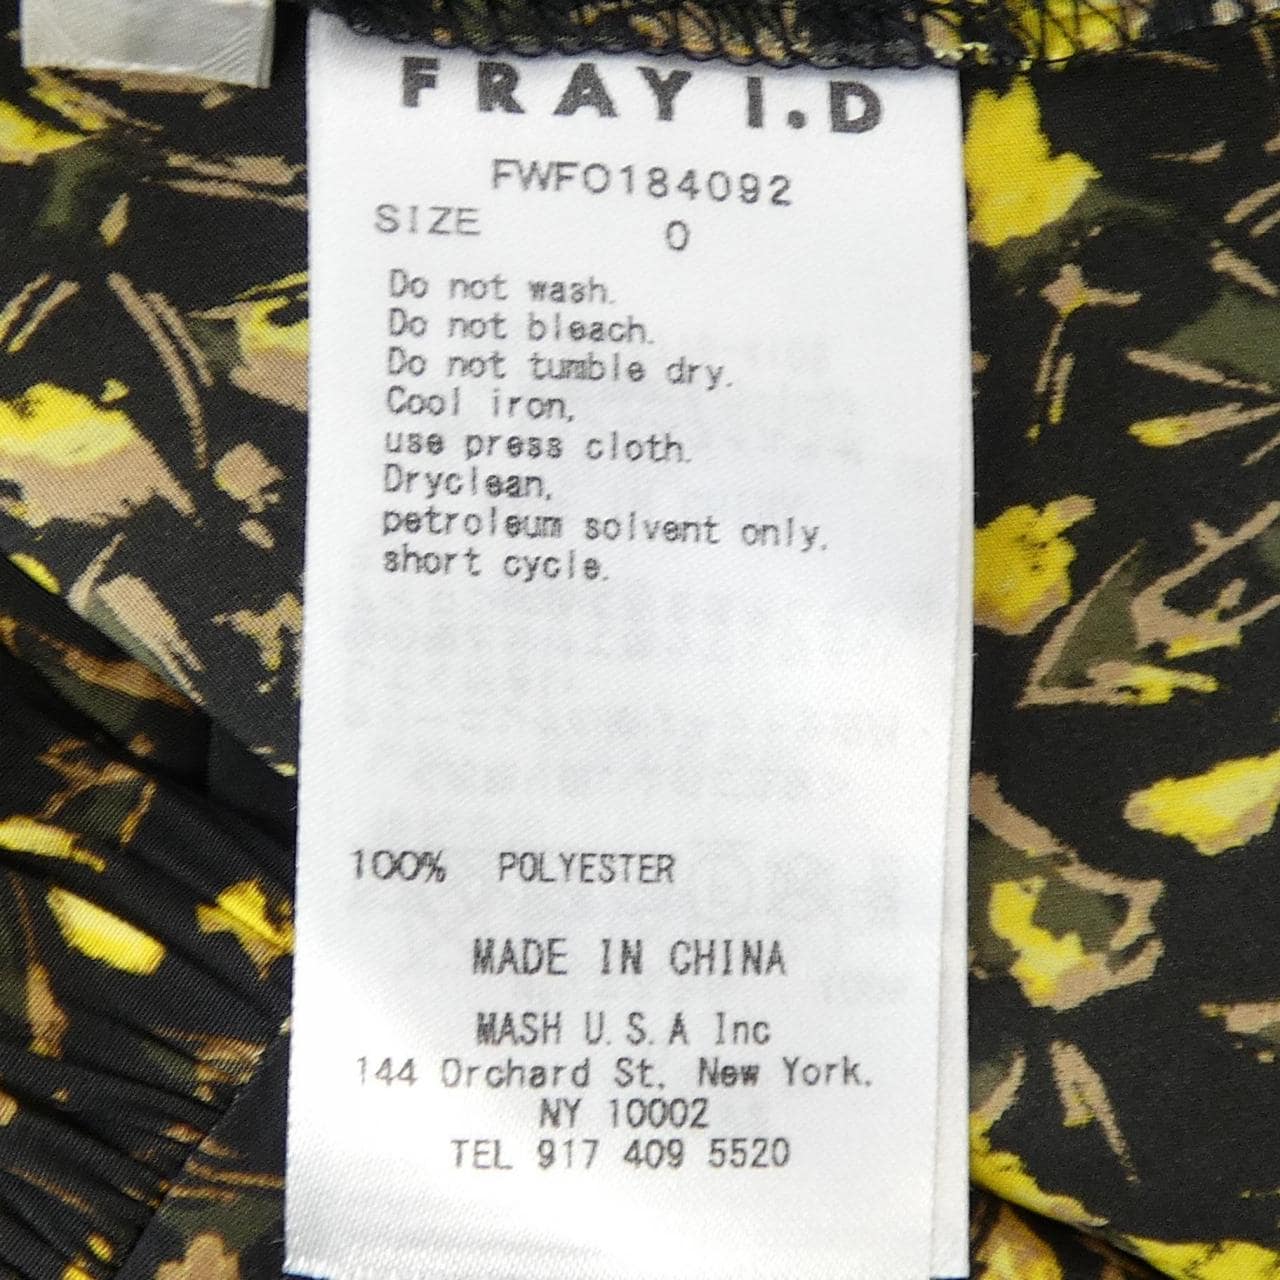 FRAY I.D
FWFO184092
SIZE 0
Do not wash.
Do not bleach.
Do not tumble dry.
Cool iron,
use press cloth.
Dryclean,
petroleum solvent only,
short cycle.
100% POLYESTER
MADE IN CHINA
MASH U.S.A Inc
144 Orchard St, New York.
NY 10002
TEL 917 409 5520